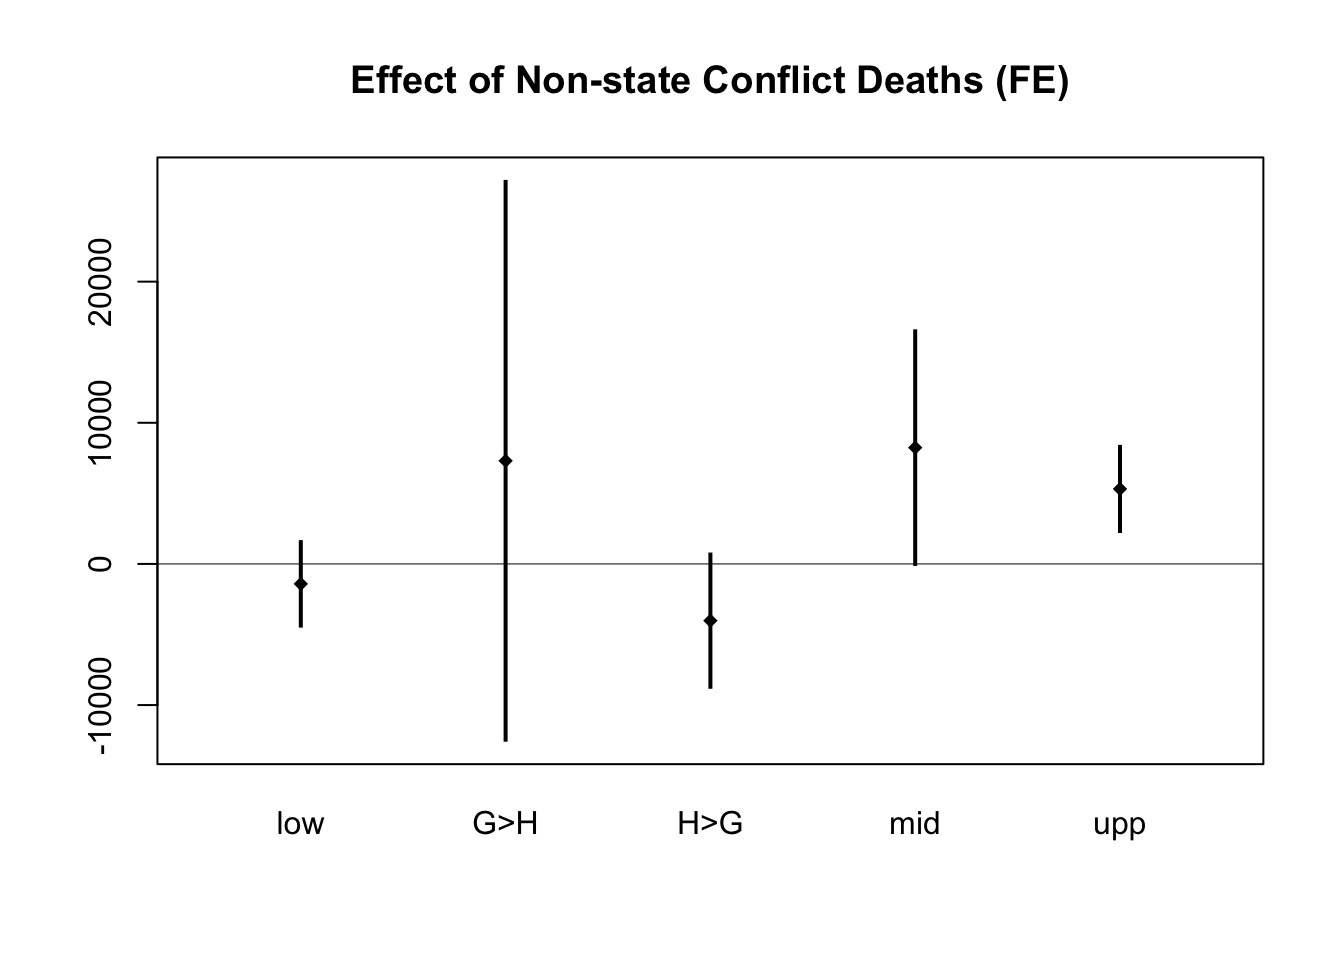 Effect of Non-state Conflict Deaths (FE)
20000
10000
0
-10000
low G>H H>G mid upp